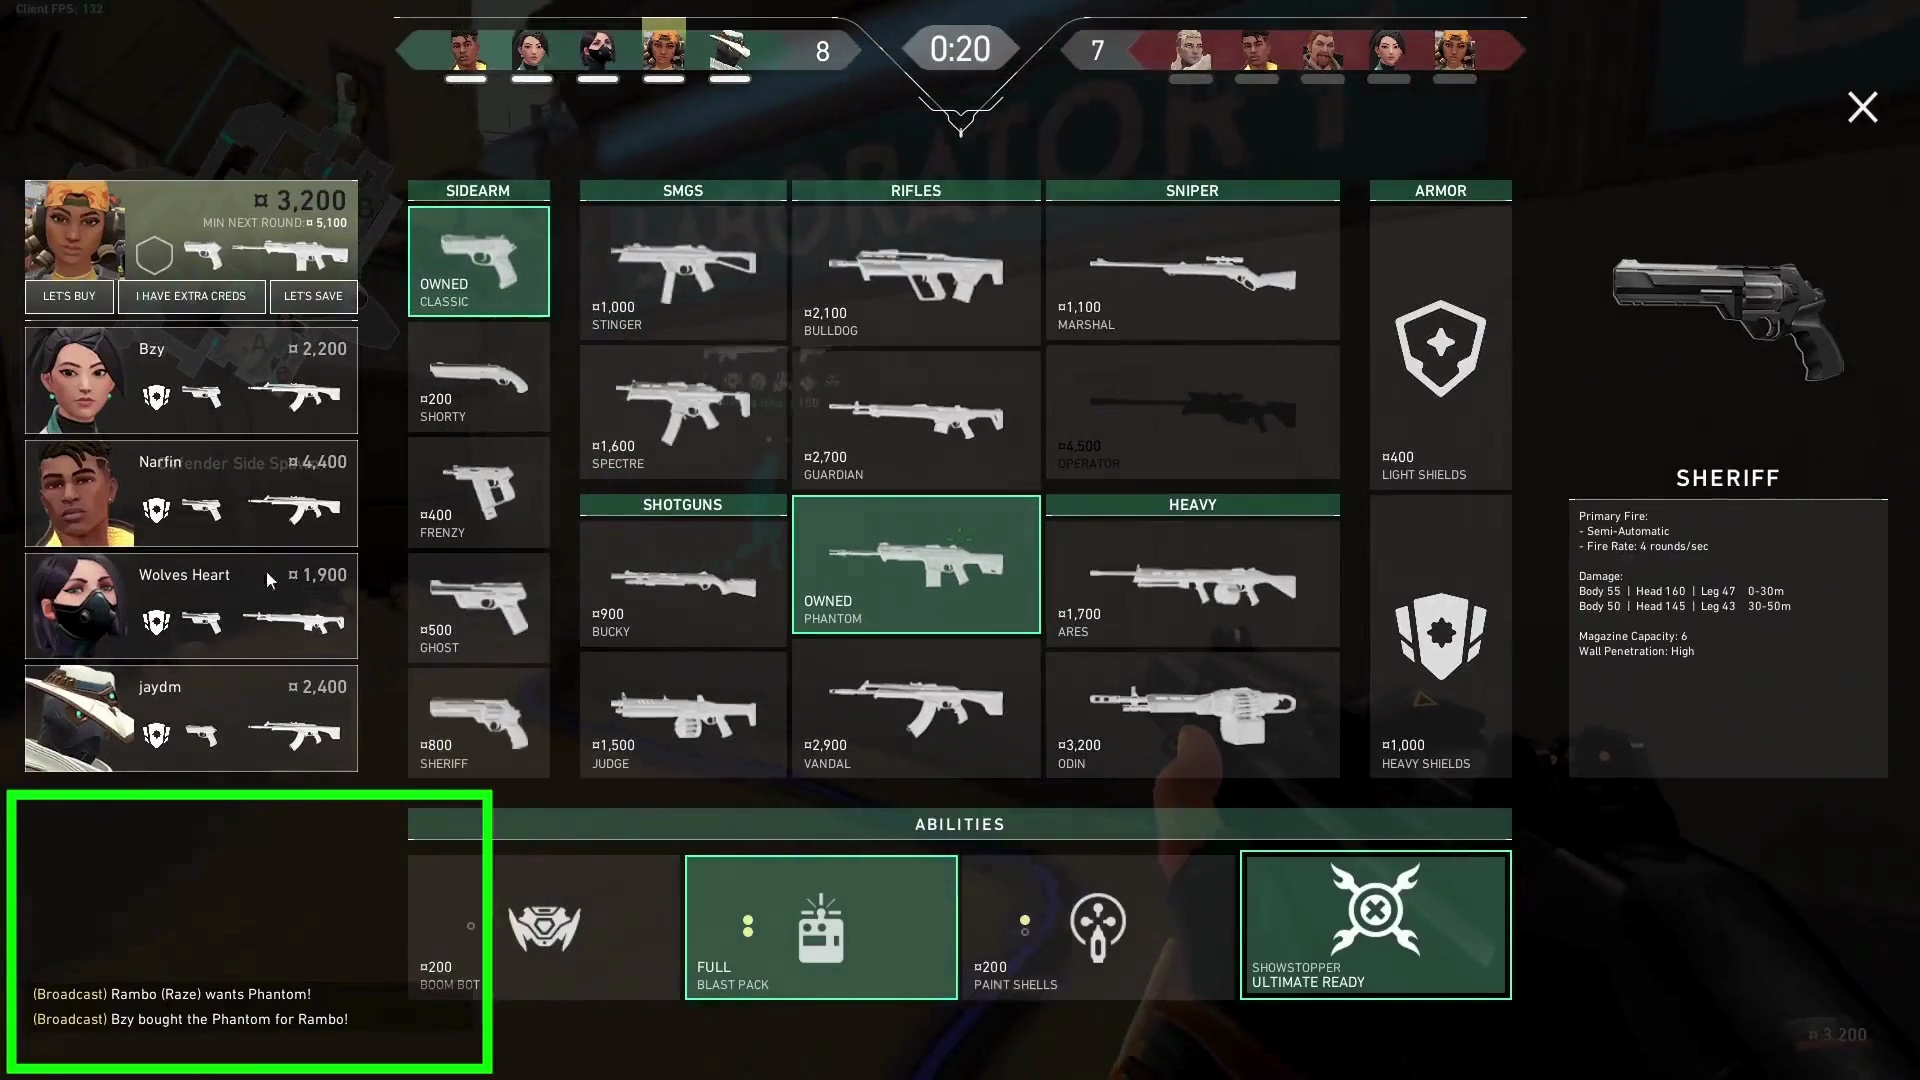 Client FPS: 132
8
0:20
7
¤ 3,200
MIN NEXT ROUND: ¤ 5,100
LET'S BUY
I HAVE EXTRA CREDS
LET'S SAVE
Bzy ¤ 2,200
Narfin ¤ 4,400
Wolves Heart ¤ 1,900
jaydm ¤ 2,400
SIDEARM
OWNED
CLASSIC
¤200
SHORTY
¤400
FRENZY
¤500
GHOST
¤800
SHERIFF
SMGS
¤1,000
STINGER
¤1,600
SPECTRE
SHOTGUNS
¤900
BUCKY
¤1,500
JUDGE
RIFLES
¤2,100
BULLDOG
¤2,700
GUARDIAN
OWNED
PHANTOM
¤2,900
VANDAL
SNIPER
¤1,100
MARSHAL
¤4,500
OPERATOR
HEAVY
¤1,700
ARES
¤3,200
ODIN
ARMOR
¤400
LIGHT SHIELDS
¤1,000
HEAVY SHIELDS
SHERIFF
Primary Fire:
- Semi-Automatic
- Fire Rate: 4 rounds/sec
Damage:
Body 55 | Head 160 | Leg 47 0-30m
Body 50 | Head 145 | Leg 43 30-50m
Magazine Capacity: 6
Wall Penetration: High
ABILITIES
¤200
BOOM BOT
FULL
BLAST PACK
¤200
PAINT SHELLS
SHOWSTOPPER
ULTIMATE READY
(Broadcast) Rambo (Raze) wants Phantom!
(Broadcast) Bzy bought the Phantom for Rambo!
¤ 3,200